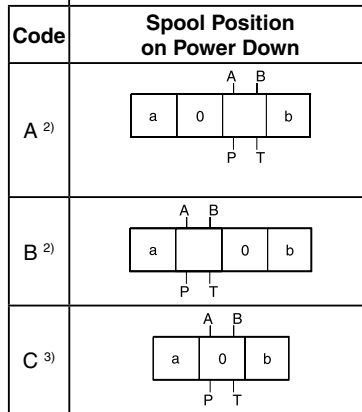 Code
Spool Position
on Power Down
A 2)
A B
a 0 b
P T
B 2)
A B
a 0 b
P T
C 3)
A B
a 0 b
P T